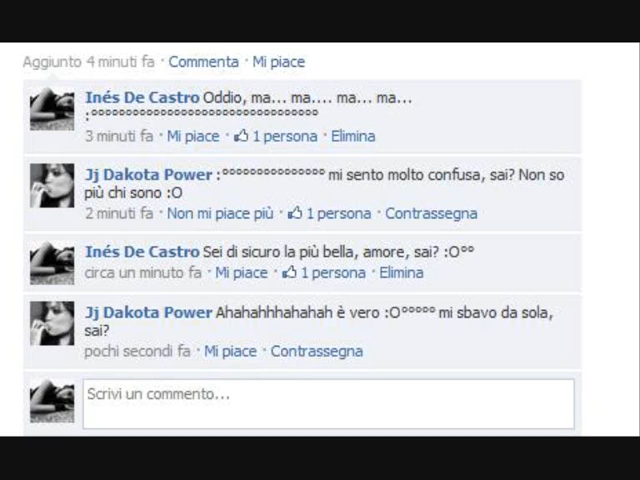 Aggiunto 4 minuti fa · Commenta · Mi piace
Inés De Castro Oddio, ma... ma.... ma... ma...
:°°°°°°°°°°°°°°°°°°°°°°°°°°°°°°°°°
3 minuti fa · Mi piace · 1 persona · Elimina
Jj Dakota Power :°°°°°°°°°°°°°°° mi sento molto confusa, sai? Non so
più chi sono :O
2 minuti fa · Non mi piace più · 1 persona · Contrassegna
Inés De Castro Sei di sicuro la più bella, amore, sai? :O°°
circa un minuto fa · Mi piace · 1 persona · Elimina
Jj Dakota Power Ahahahhhahahah è vero :O°°°°° mi sbavo da sola,
sai?
pochi secondi fa · Mi piace · Contrassegna
Scrivi un commento...